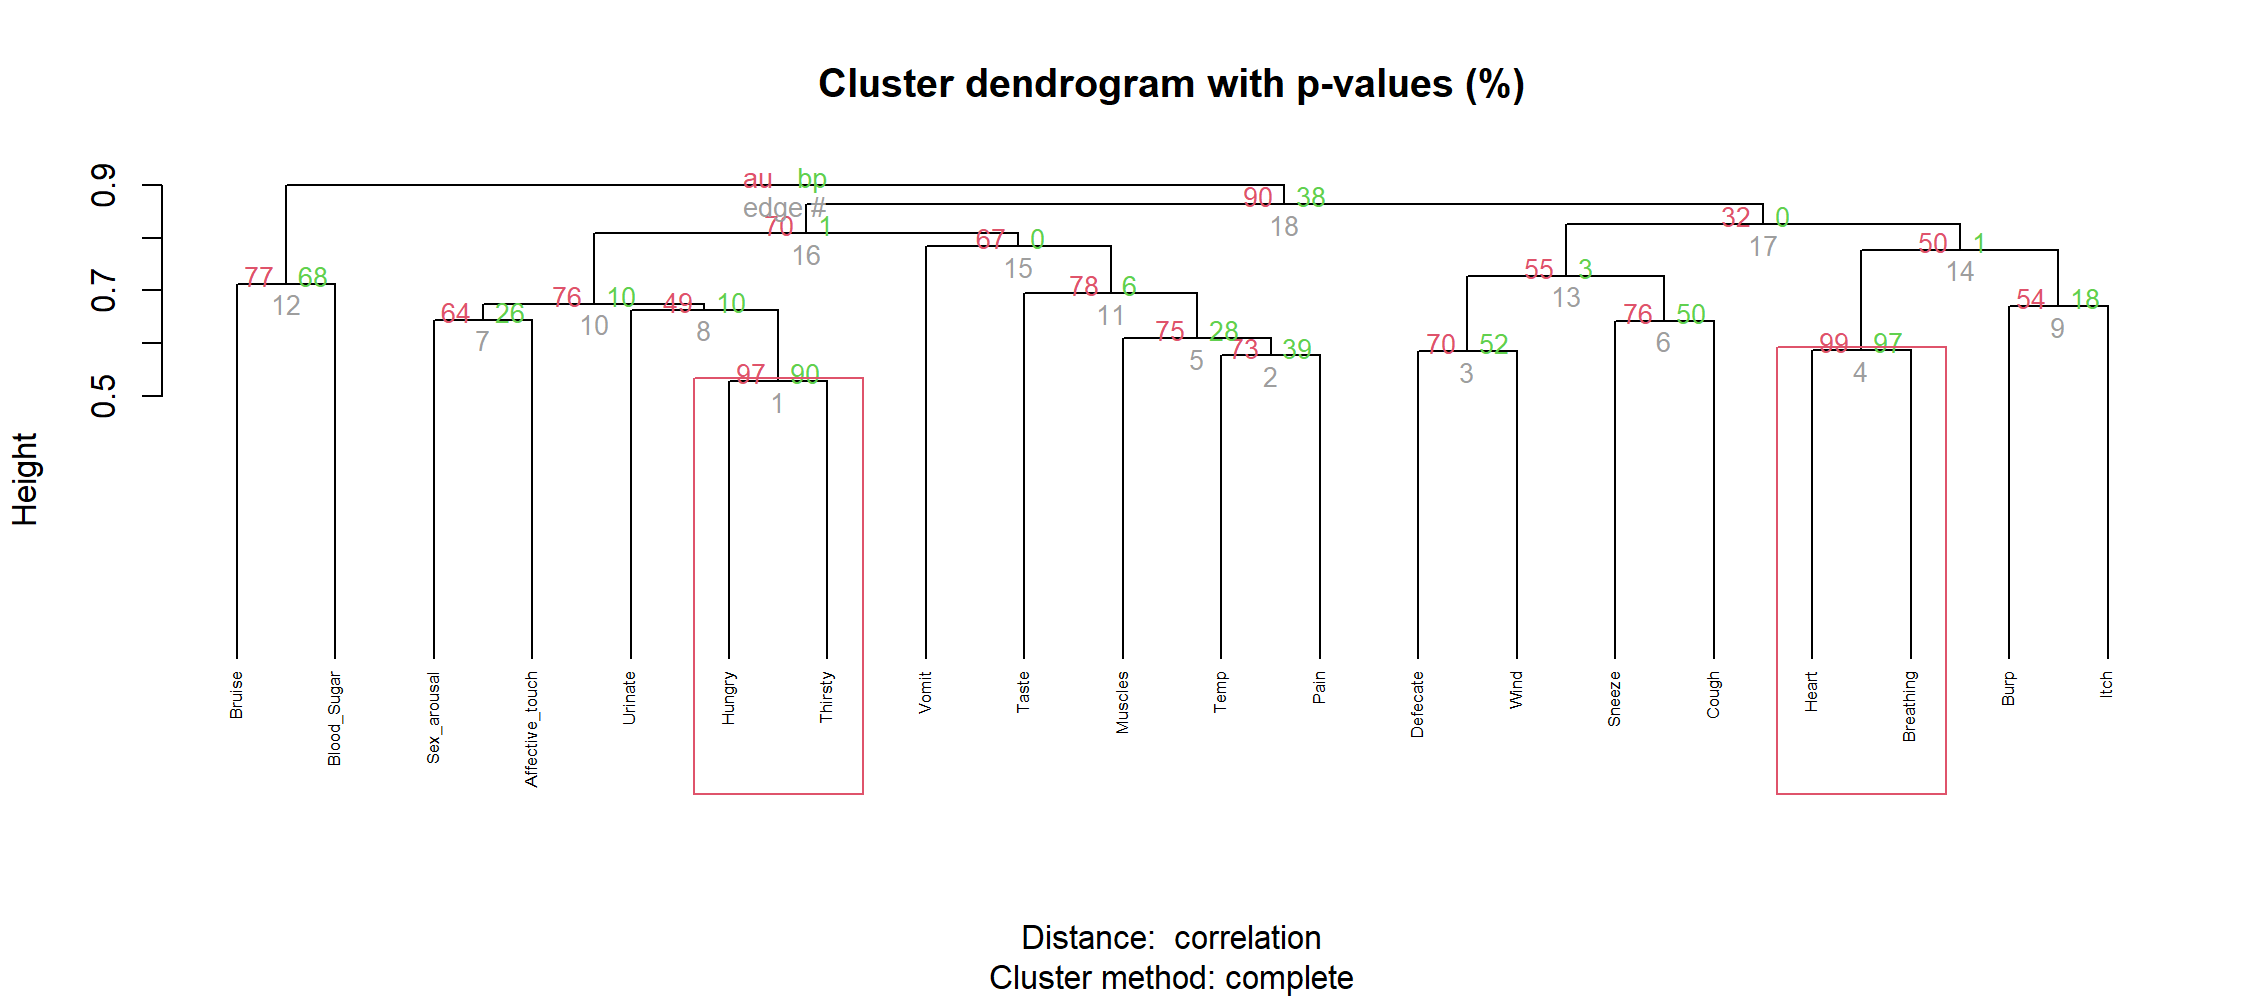 Cluster dendrogram with p-values (%)
0.9
0.7
0.5
Height
au bp
edge #
90 38
18
70 1
16
32 0
17
67 0
15
50 1
14
77 68
12
55 3
13
78 6
11
76 10
10
49 10
8
54 18
9
64 26
7
76 50
6
75 28
5
73 39
2
70 52
3
99 97
4
97 90
1
Bruise
Blood_Sugar
Sex_arousal
Affective_touch
Urinate
Hungry
Thirsty
Vomit
Taste
Muscles
Temp
Pain
Defecate
Wind
Sneeze
Cough
Heart
Breathing
Burp
Itch
Distance: correlation
Cluster method: complete